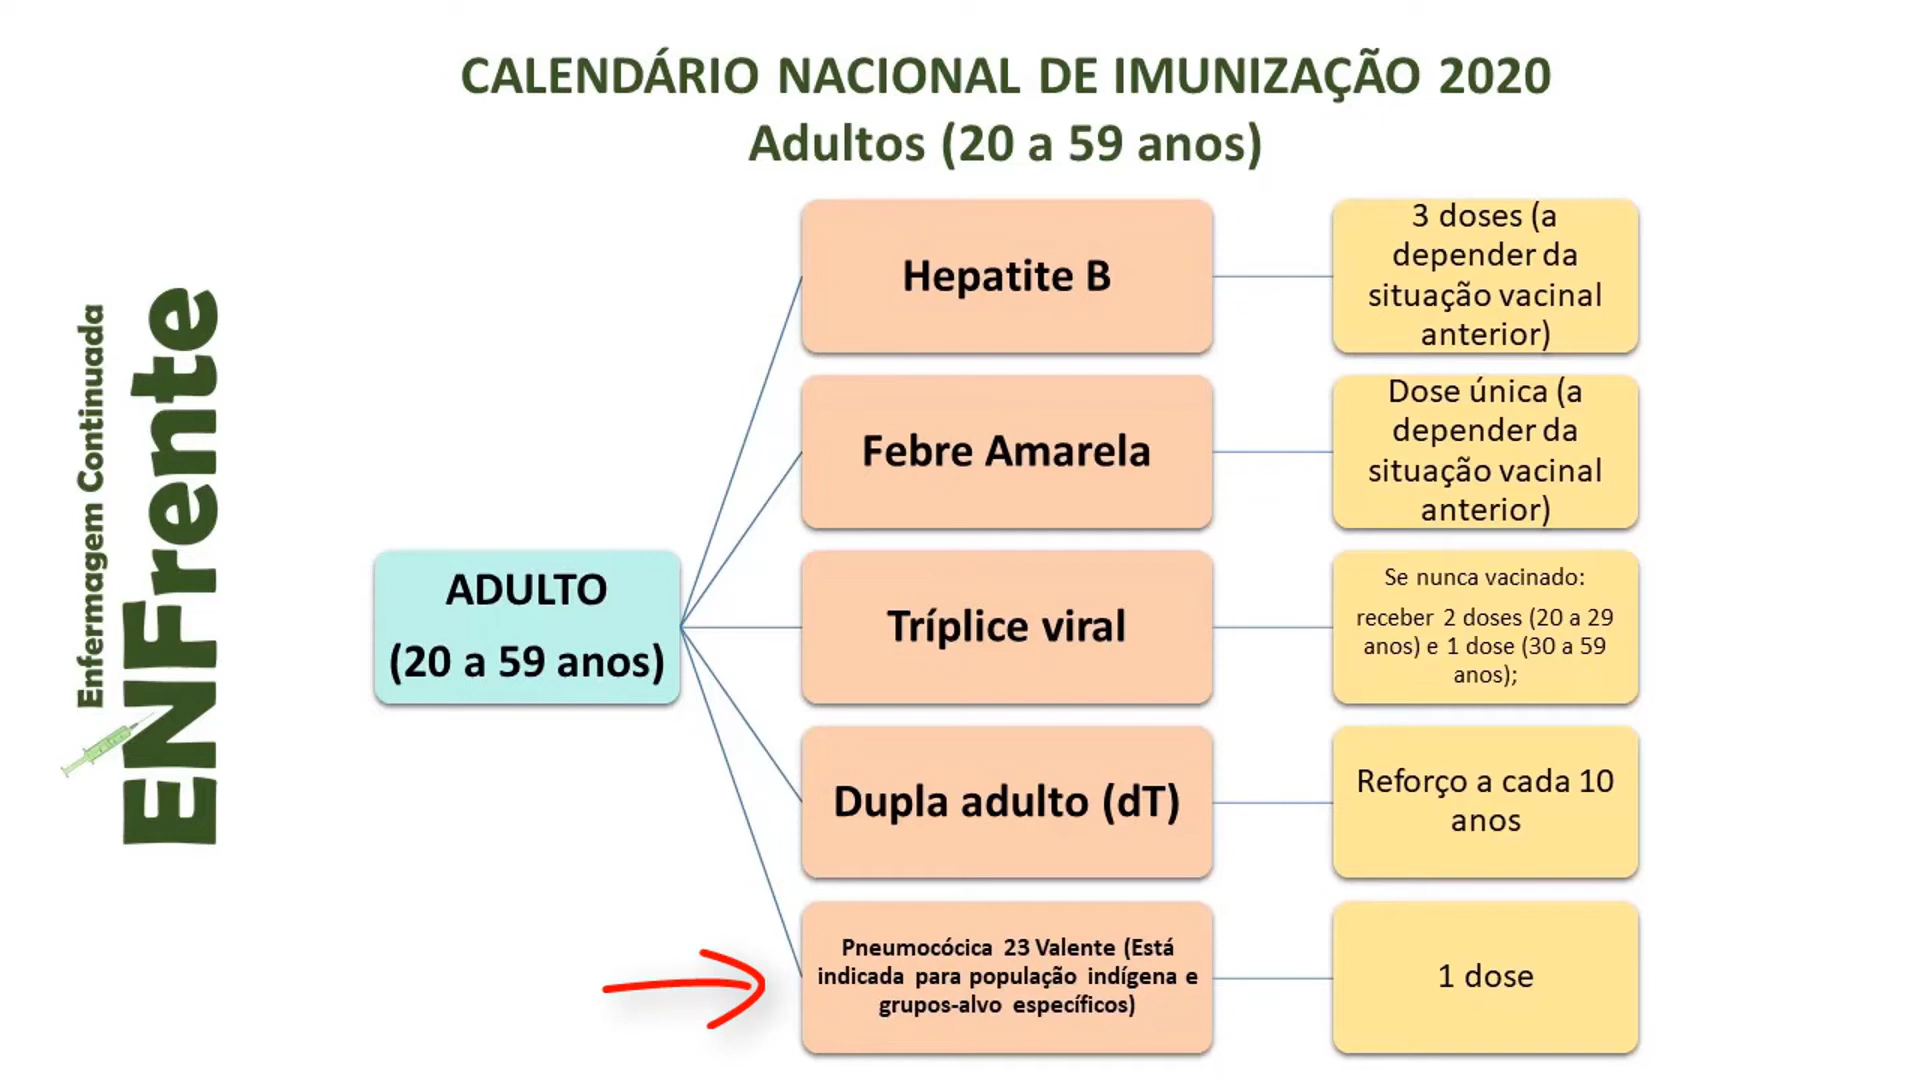 CALENDÁRIO NACIONAL DE IMUNIZAÇÃO 2020
Adultos (20 a 59 anos)
Enfermagem Continuada
ENFrente
ADULTO
(20 a 59 anos)
Hepatite B
3 doses (a
depender da
situação vacinal
anterior)
Febre Amarela
Dose única (a
depender da
situação vacinal
anterior)
Tríplice viral
Se nunca vacinado:
receber 2 doses (20 a 29
anos) e 1 dose (30 a 59
anos);
Dupla adulto (dT)
Reforço a cada 10
anos
Pneumocócica 23 Valente (Está
indicada para população indígena e
grupos-alvo específicos)
1 dose